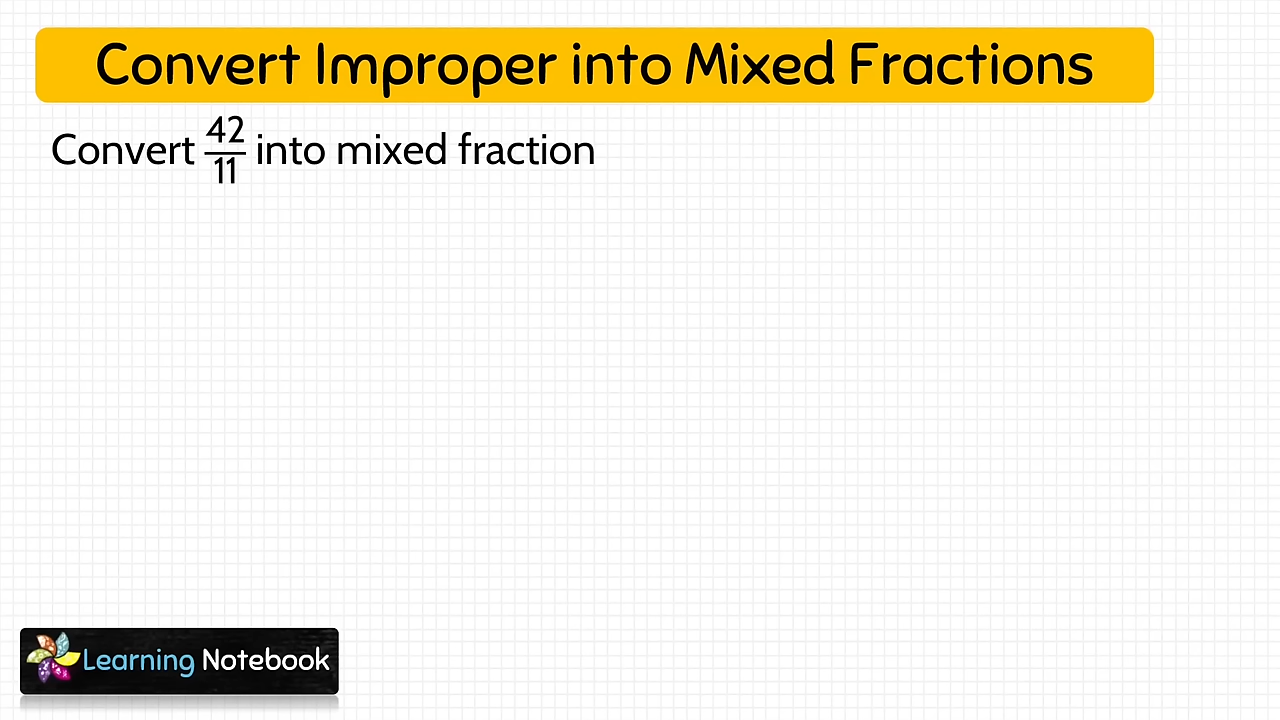 Convert Improper into Mixed Fractions
Convert 42/11 into mixed fraction
Learning Notebook